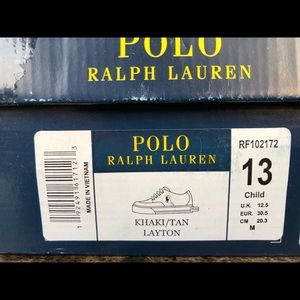 POLO
RALPH LAUREN
POLO
RALPH LAUREN
RF102172
13
Child
U.K. 12.5
EUR. 30.5
CM 20.3
M
KHAKI/TAN
LAYTON
MADE IN VIETNAM